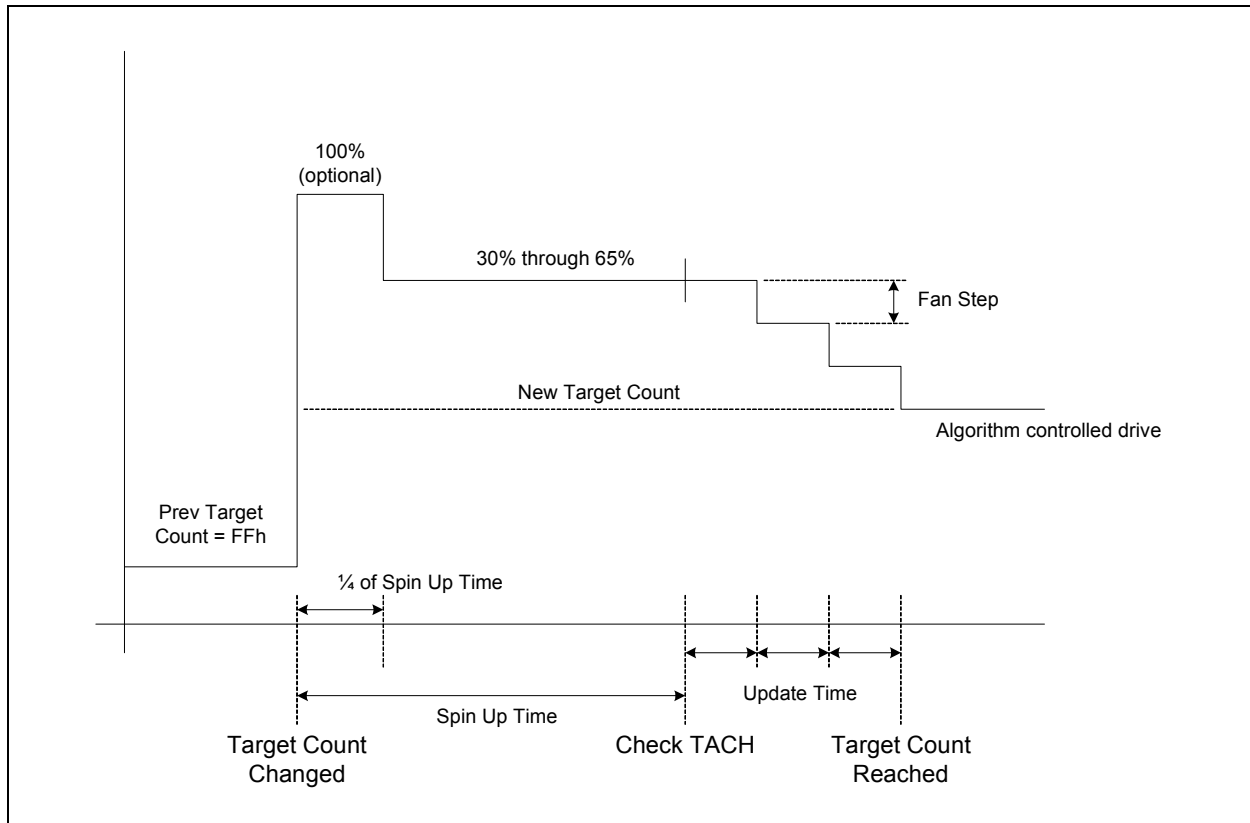 100%
(optional)
30% through 65%
Fan Step
New Target Count
Algorithm controlled drive
Prev Target
Count = FFh
¼ of Spin Up Time
Update Time
Spin Up Time
Target Count
Changed
Check TACH
Target Count
Reached